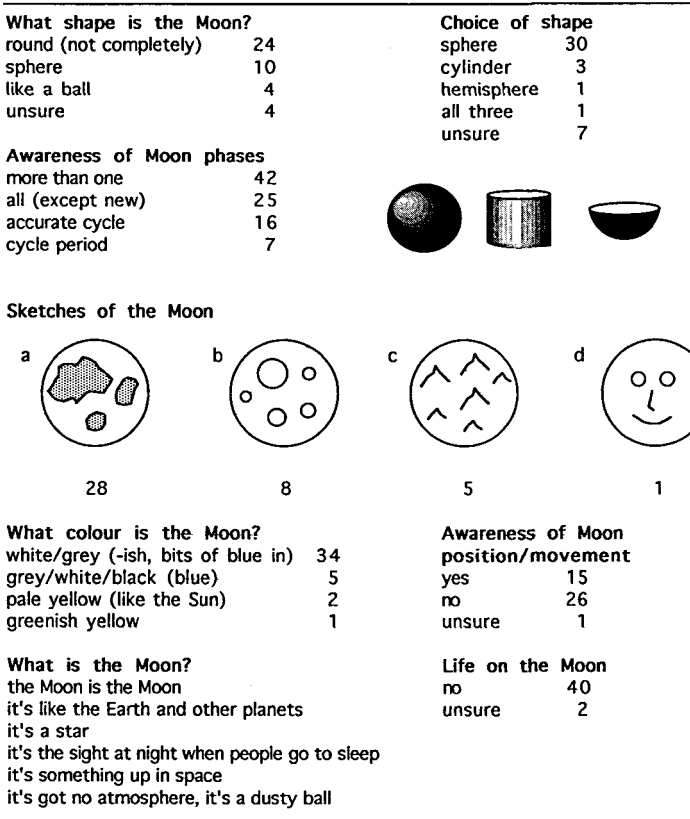 What shape is the Moon?
round (not completely) 24
sphere 10
like a ball 4
unsure 4
Choice of shape
sphere 30
cylinder 3
hemisphere 1
all three 1
unsure 7
Awareness of Moon phases
more than one 42
all (except new) 25
accurate cycle 16
cycle period 7
Sketches of the Moon
a b c d
28 8 5 1
What colour is the Moon?
white/grey (-ish, bits of blue in) 34
grey/white/black (blue) 5
pale yellow (like the Sun) 2
greenish yellow 1
Awareness of Moon
position/movement
yes 15
no 26
unsure 1
What is the Moon?
the Moon is the Moon
it's like the Earth and other planets
it's a star
it's the sight at night when people go to sleep
it's something up in space
it's got no atmosphere, it's a dusty ball
Life on the Moon
no 40
unsure 2